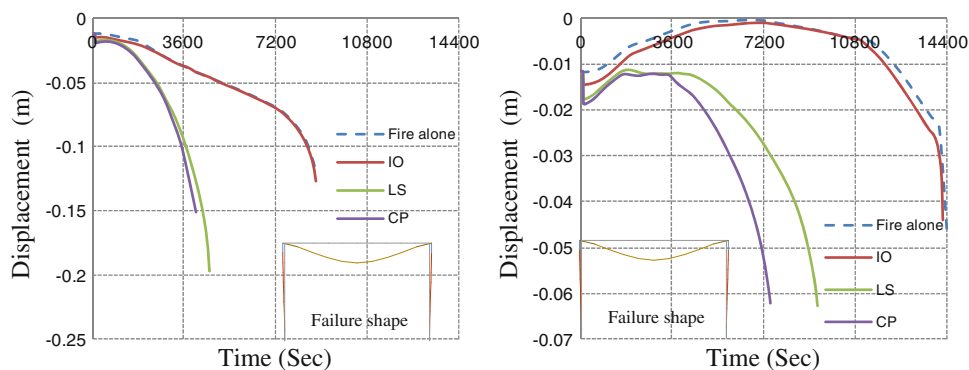 0
0 3600 7200 10800 14400
-0.05
-0.1
-0.15
-0.2
-0.25
Displacement (m)
Time (Sec)
Fire alone
IO
LS
CP
Failure shape
0
0 3600 7200 10800 14400
-0.01
-0.02
-0.03
-0.04
-0.05
-0.06
-0.07
Displacement (m)
Time (Sec)
Fire alone
IO
LS
CP
Failure shape